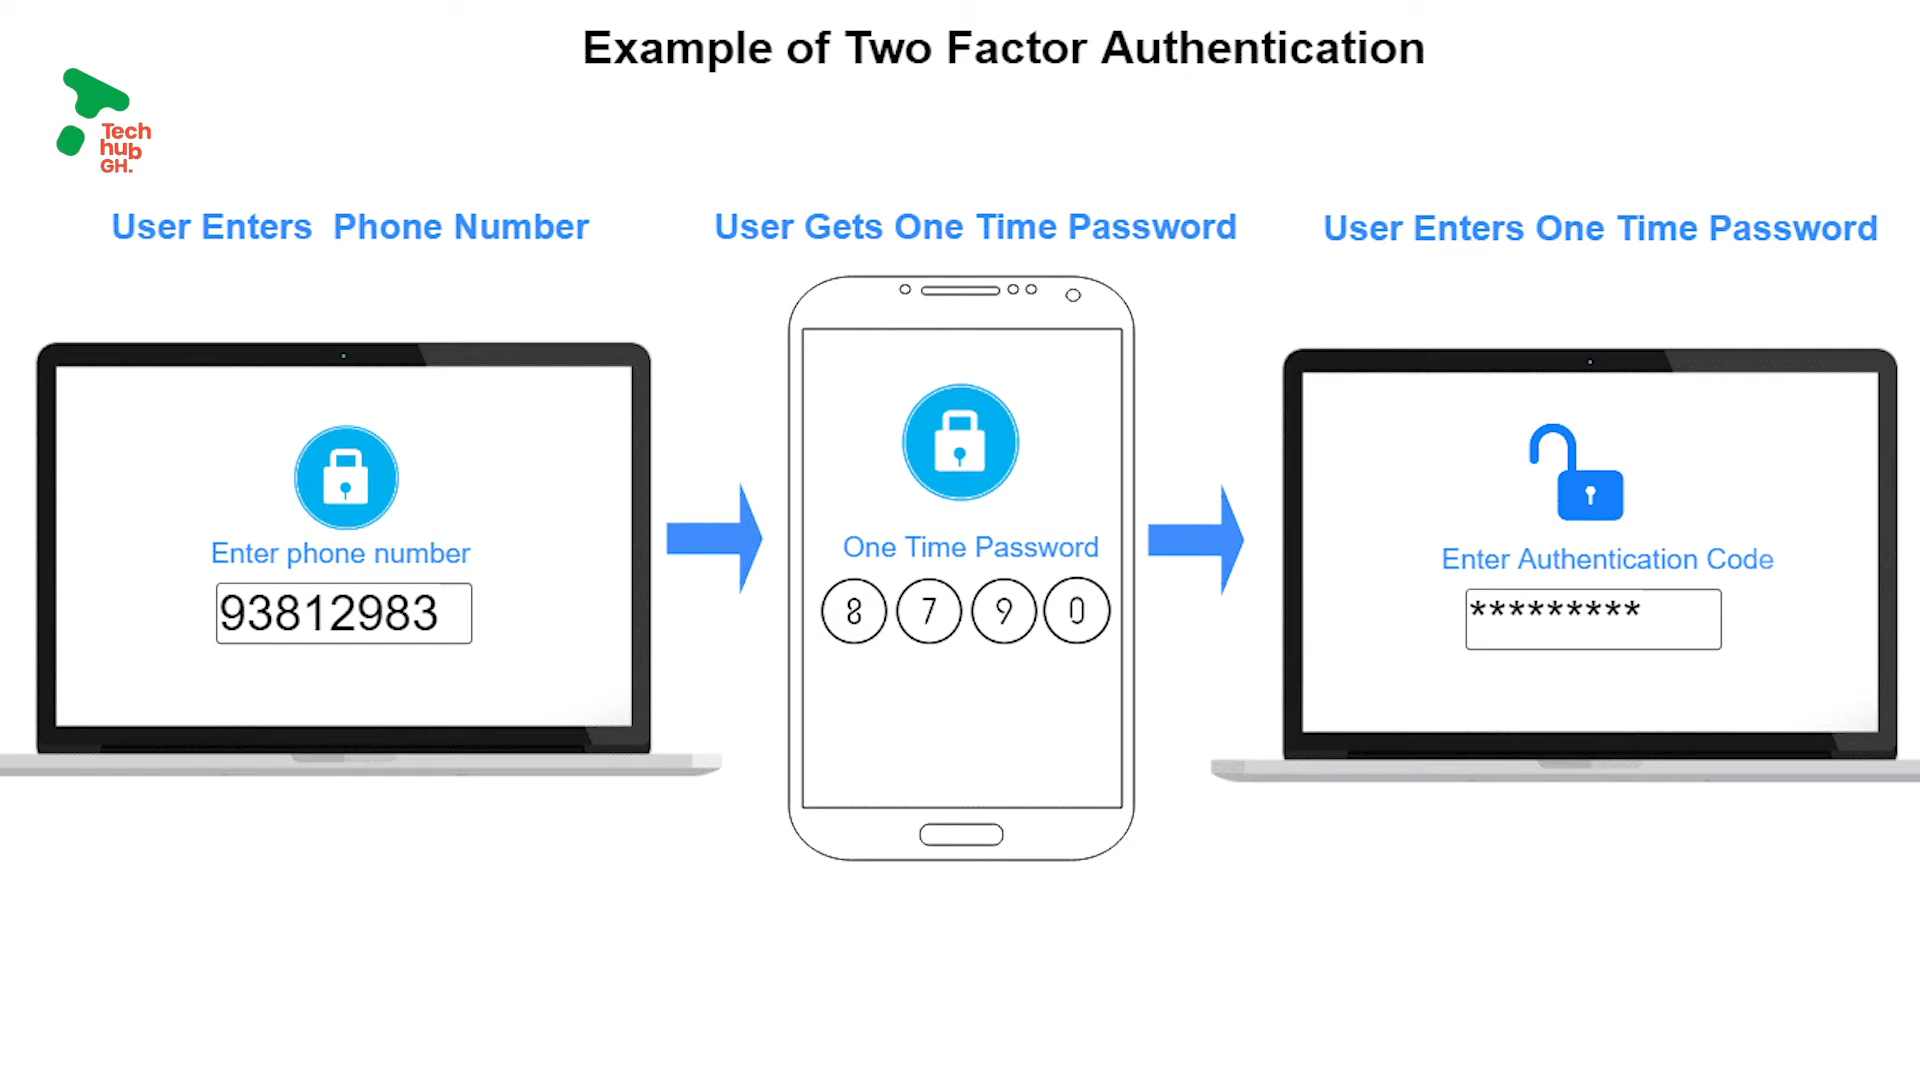 Example of Two Factor Authentication
Tech
hub
GH.
User Enters Phone Number
User Gets One Time Password
User Enters One Time Password
Enter phone number
93812983
One Time Password
8 7 9 0
Enter Authentication Code
*********